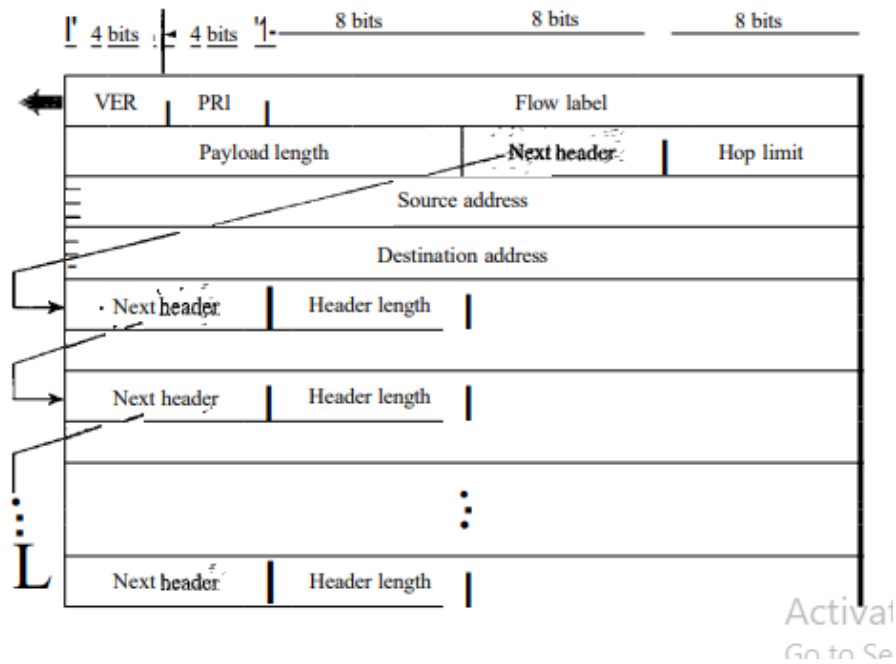 4 bits 4 bits 8 bits 8 bits 8 bits
VER PRI Flow label
Payload length Next header Hop limit
Source address
Destination address
Next header Header length
Next header Header length
Next header Header length
L
Activat
Go to Se